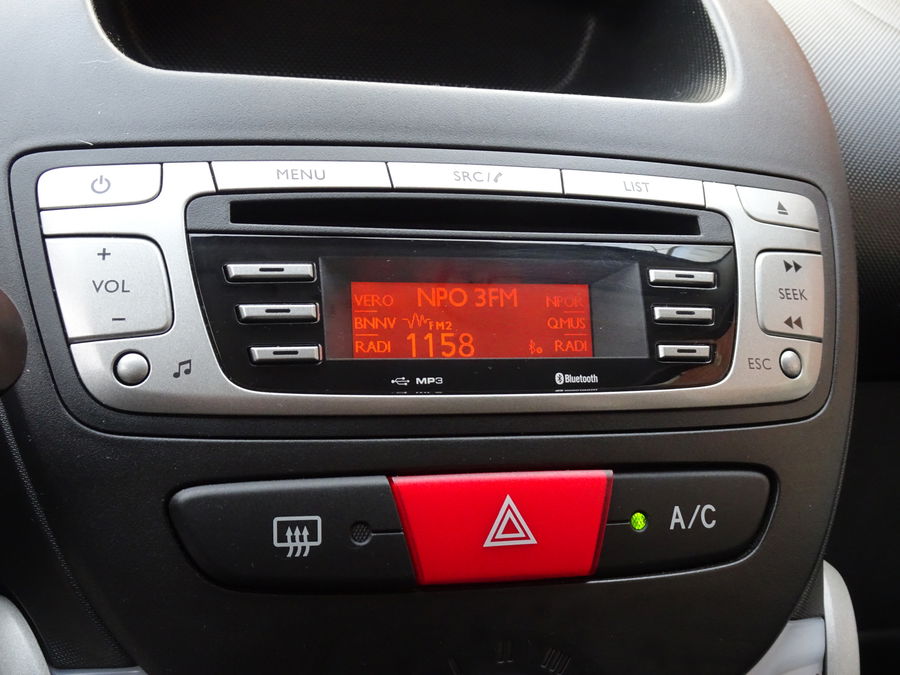 MENU
SRC/
LIST
+
VOL
−
SEEK
ESC
VERO NPO 3FM NPOR
BNNV FM2 QMUS
RADI 1158 RADI
MP3
Bluetooth
A/C